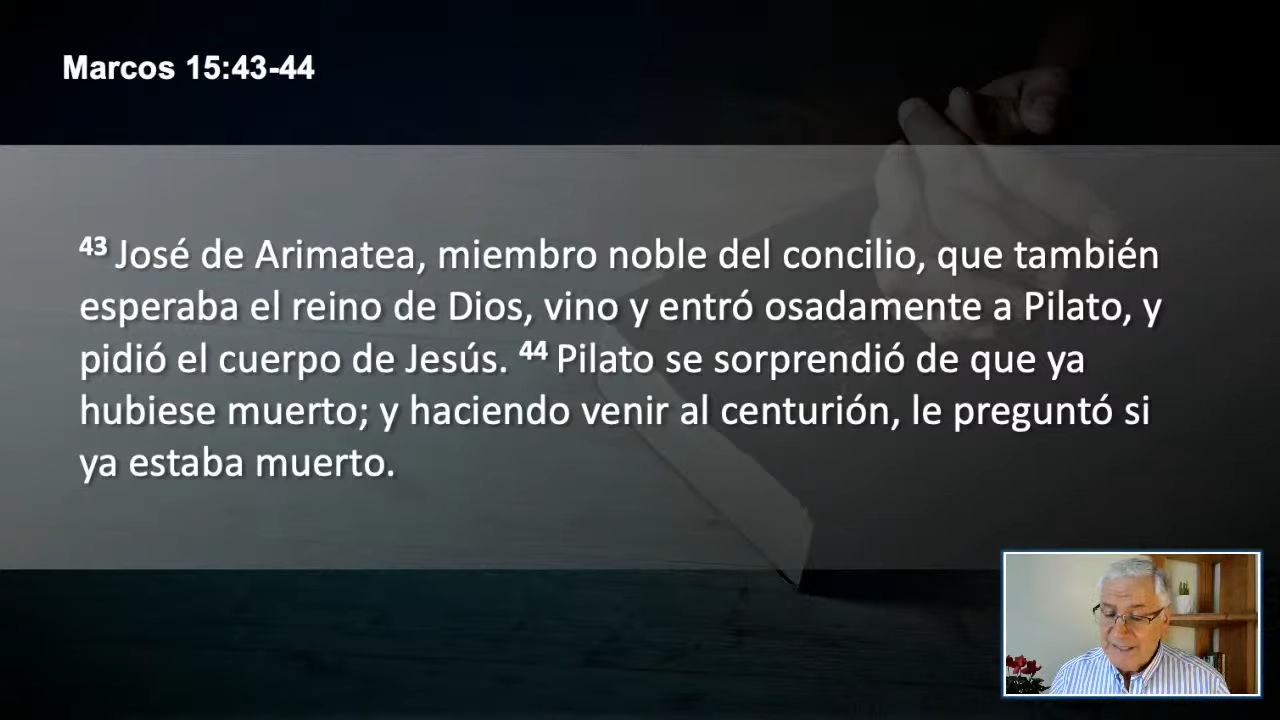 Marcos 15:43-44
43 José de Arimatea, miembro noble del concilio, que también
esperaba el reino de Dios, vino y entró osadamente a Pilato, y
pidió el cuerpo de Jesús. 44 Pilato se sorprendió de que ya
hubiese muerto; y haciendo venir al centurión, le preguntó si
ya estaba muerto.